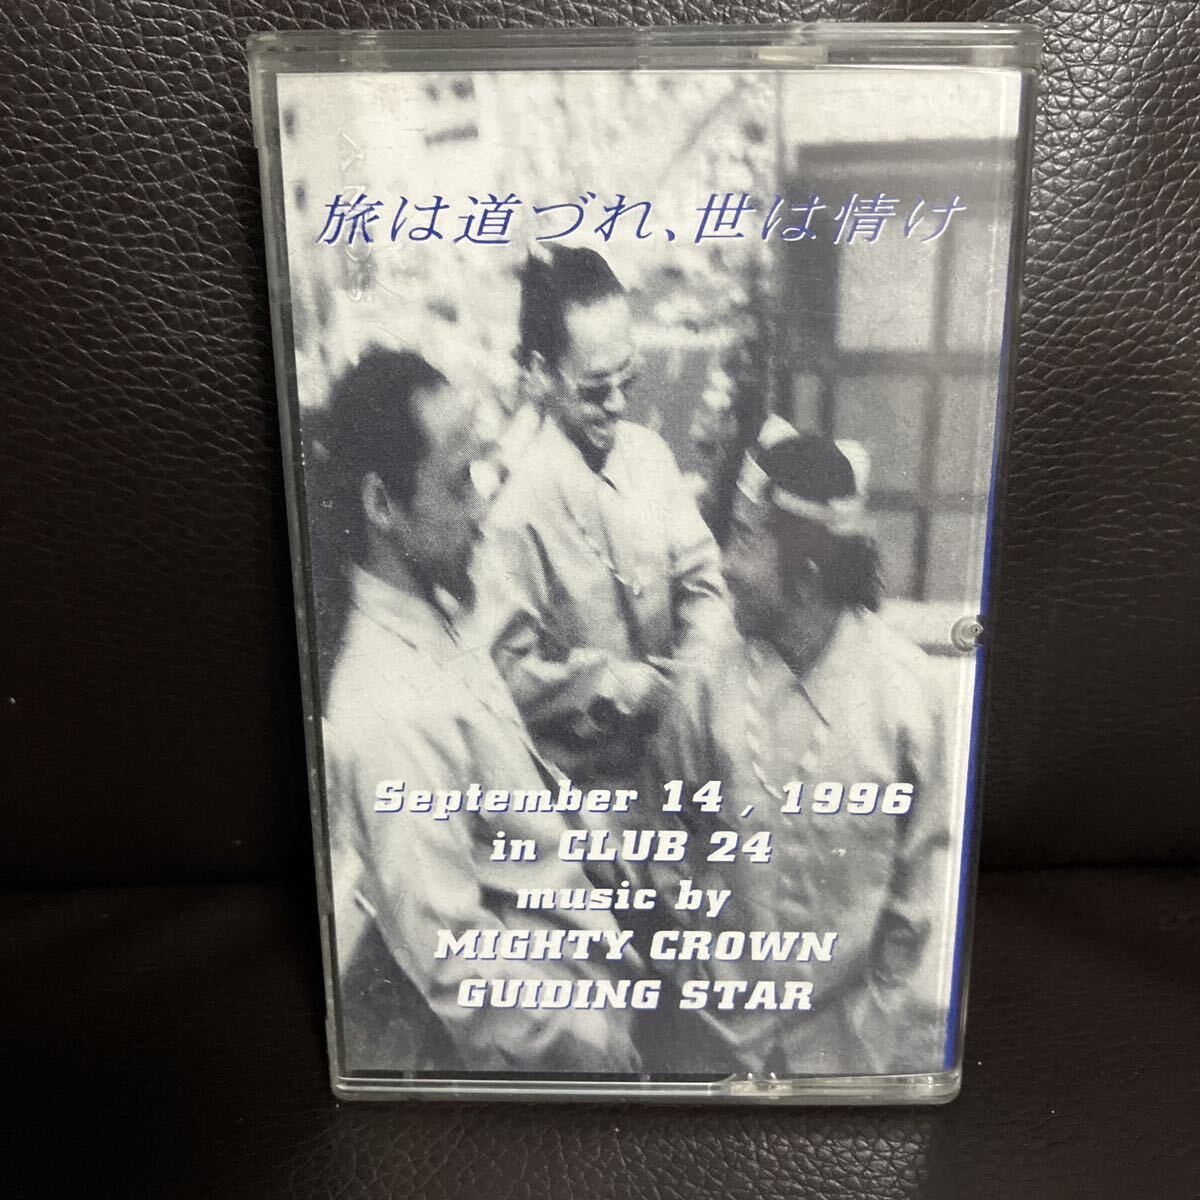 旅は道づれ、世は情け
SONY
September 14 , 1996
in CLUB 24
music by
MIGHTY CROWN
GUIDING STAR